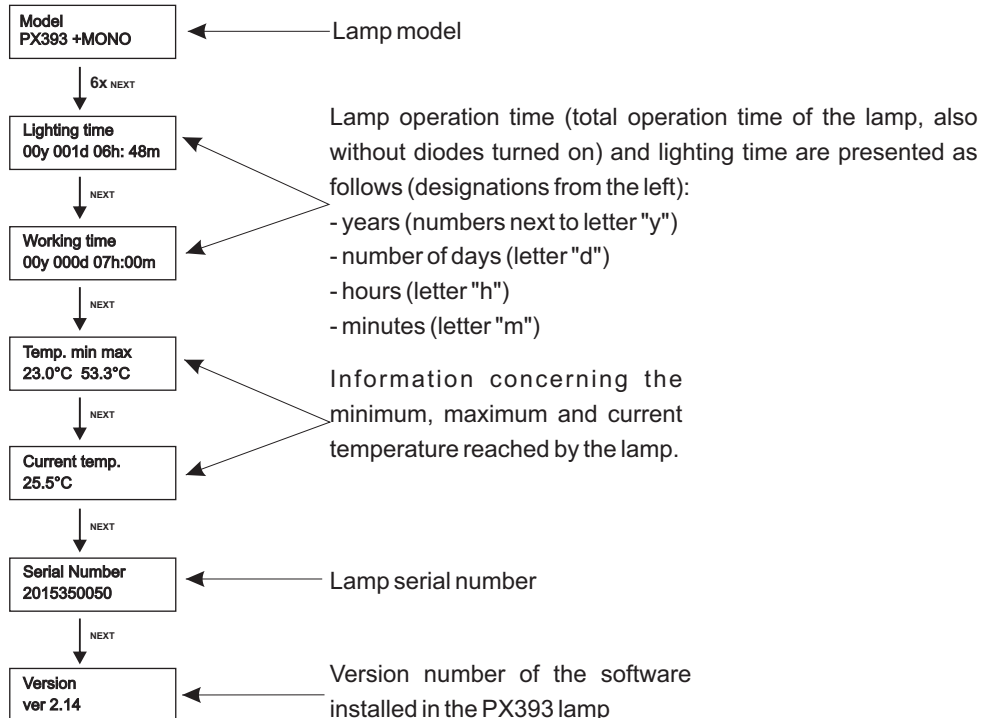 Model
PX393 +MONO
Lamp model
6x NEXT
Lighting time
00y 001d 06h: 48m
Lamp operation time (total operation time of the lamp, also
without diodes turned on) and lighting time are presented as
follows (designations from the left):
- years (numbers next to letter "y")
- number of days (letter "d")
- hours (letter "h")
- minutes (letter "m")
NEXT
Working time
00y 000d 07h:00m
NEXT
Temp. min max
23.0°C 53.3°C
Information concerning the
minimum, maximum and current
temperature reached by the lamp.
NEXT
Current temp.
25.5°C
NEXT
Serial Number
2015350050
Lamp serial number
NEXT
Version
ver 2.14
Version number of the software
installed in the PX393 lamp